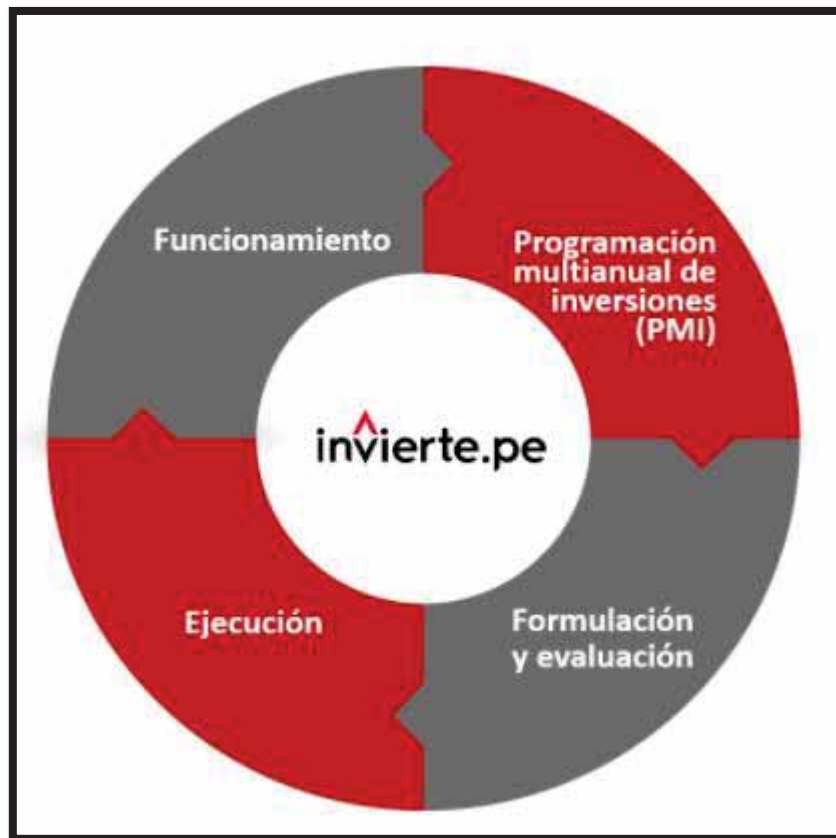 Funcionamiento
Programación
multianual de
inversiones
(PMI)
invierte.pe
Ejecución
Formulación
y evaluación